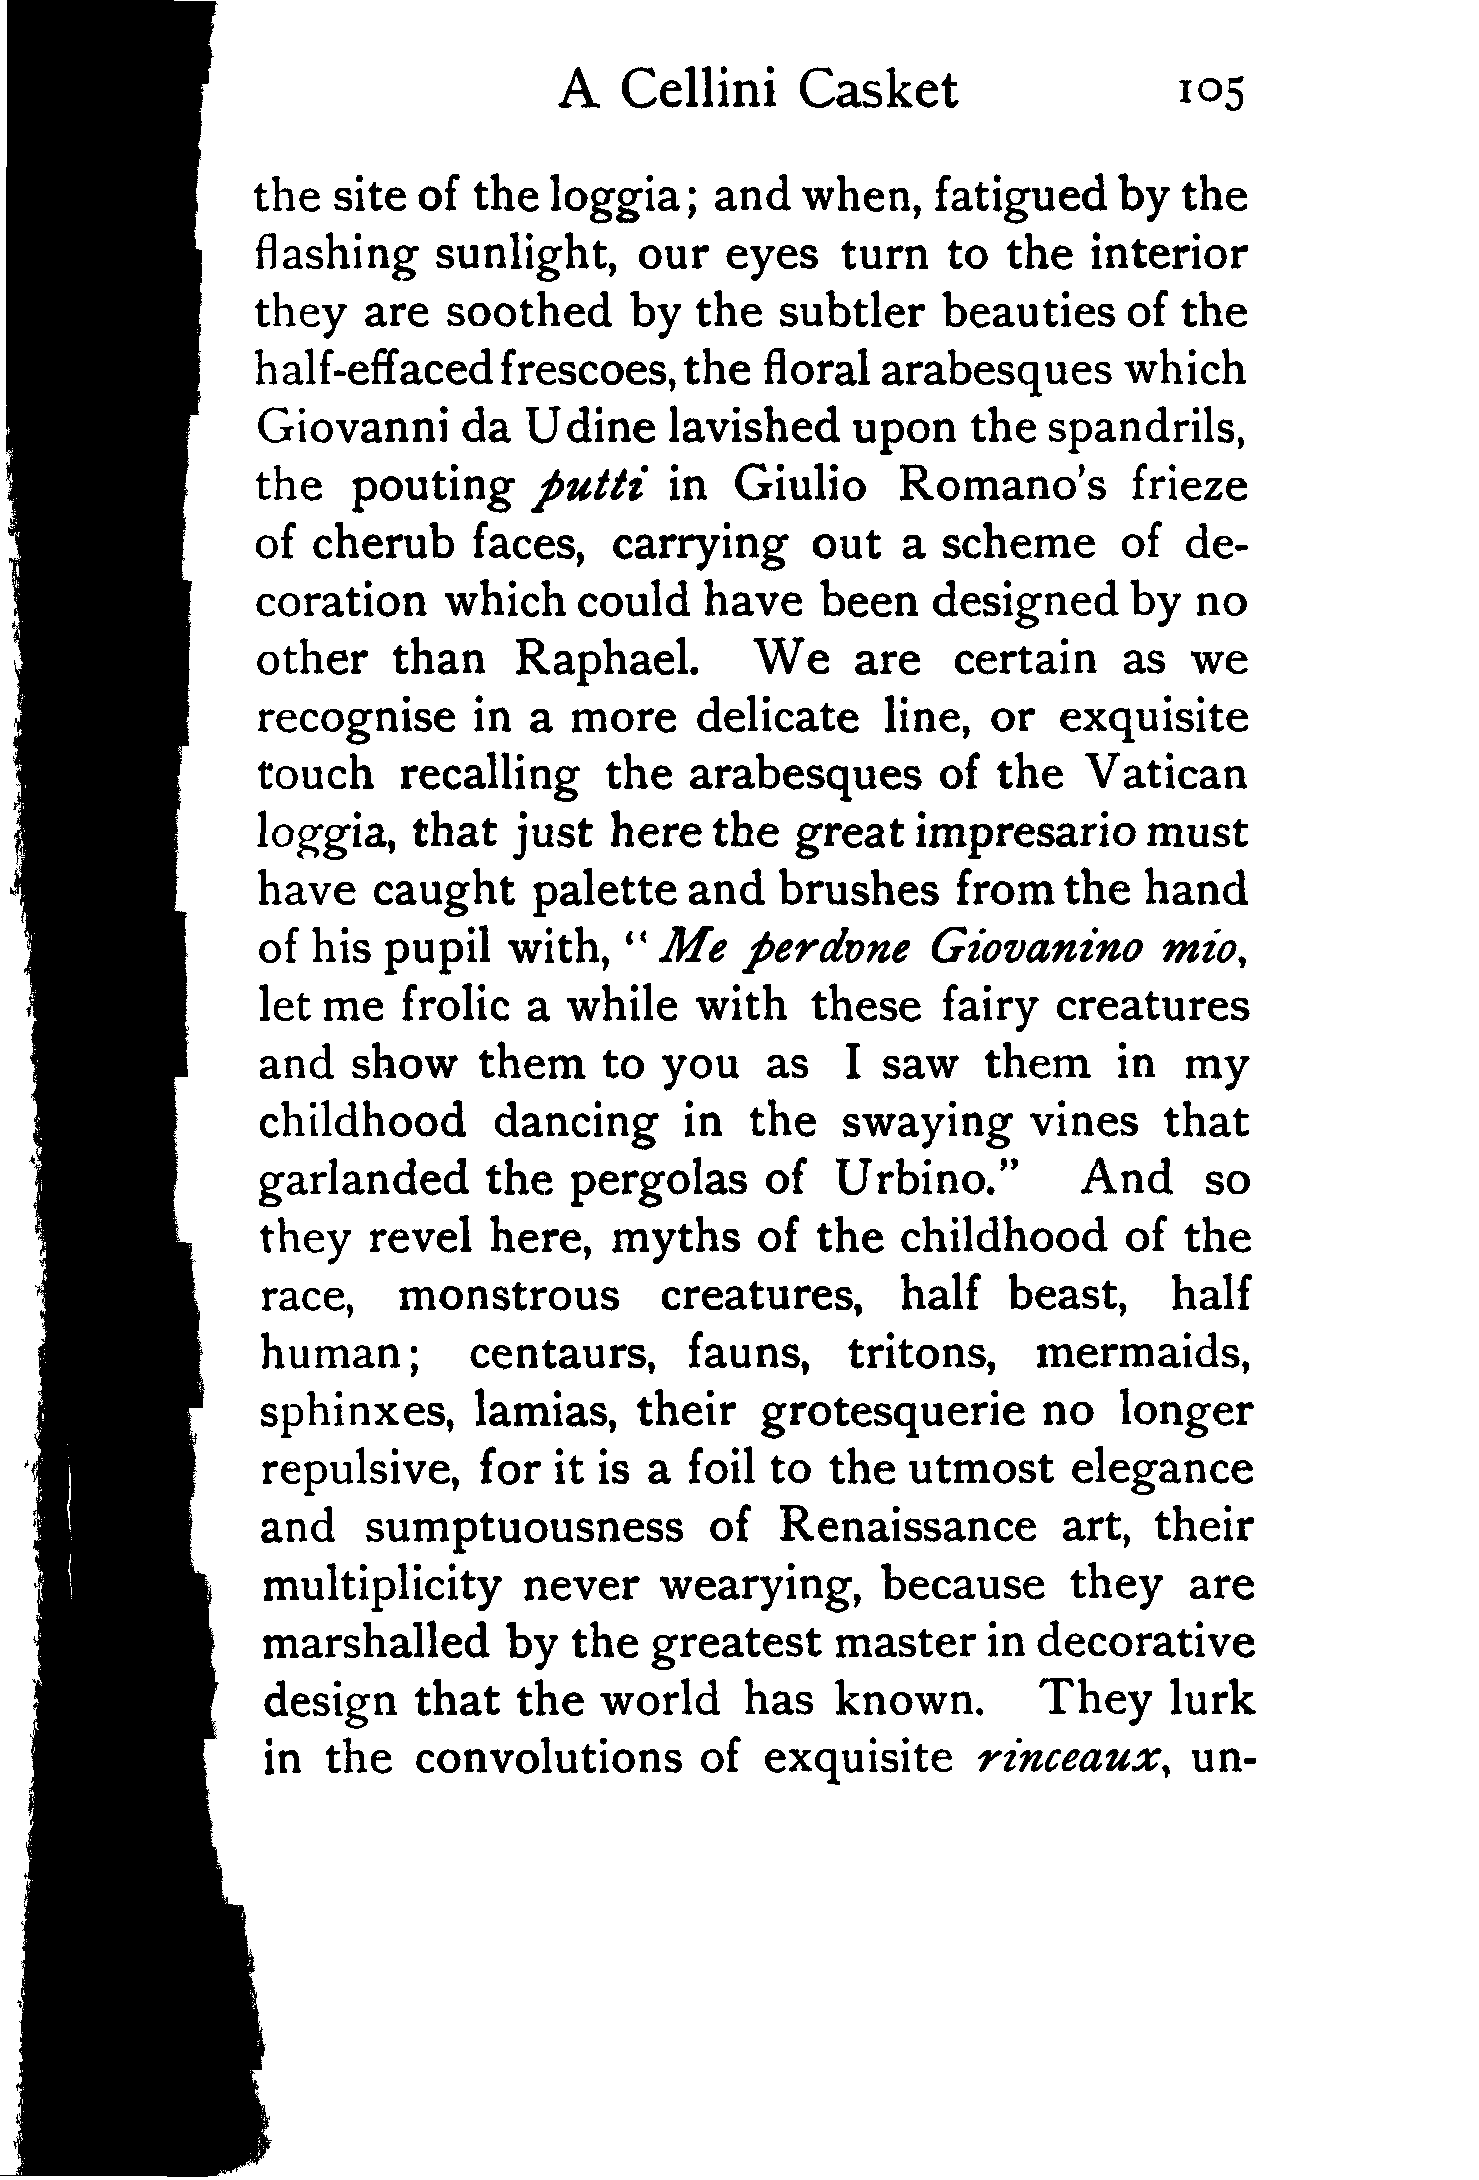 A Cellini Casket 105
the site of the loggia; and when, fatigued by the
flashing sunlight, our eyes turn to the interior
they are soothed by the subtler beauties of the
half-effaced frescoes, the floral arabesques which
Giovanni da Udine lavished upon the spandrils,
the pouting putti in Giulio Romano's frieze
of cherub faces, carrying out a scheme of de-
coration which could have been designed by no
other than Raphael. We are certain as we
recognise in a more delicate line, or exquisite
touch recalling the arabesques of the Vatican
loggia, that just here the great impresario must
have caught palette and brushes from the hand
of his pupil with, "Me perdone Giovanino mio,
let me frolic a while with these fairy creatures
and show them to you as I saw them in my
childhood dancing in the swaying vines that
garlanded the pergolas of Urbino." And so
they revel here, myths of the childhood of the
race, monstrous creatures, half beast, half
human; centaurs, fauns, tritons, mermaids,
sphinxes, lamias, their grotesquerie no longer
repulsive, for it is a foil to the utmost elegance
and sumptuousness of Renaissance art, their
multiplicity never wearying, because they are
marshalled by the greatest master in decorative
design that the world has known. They lurk
in the convolutions of exquisite rinceaux, un-